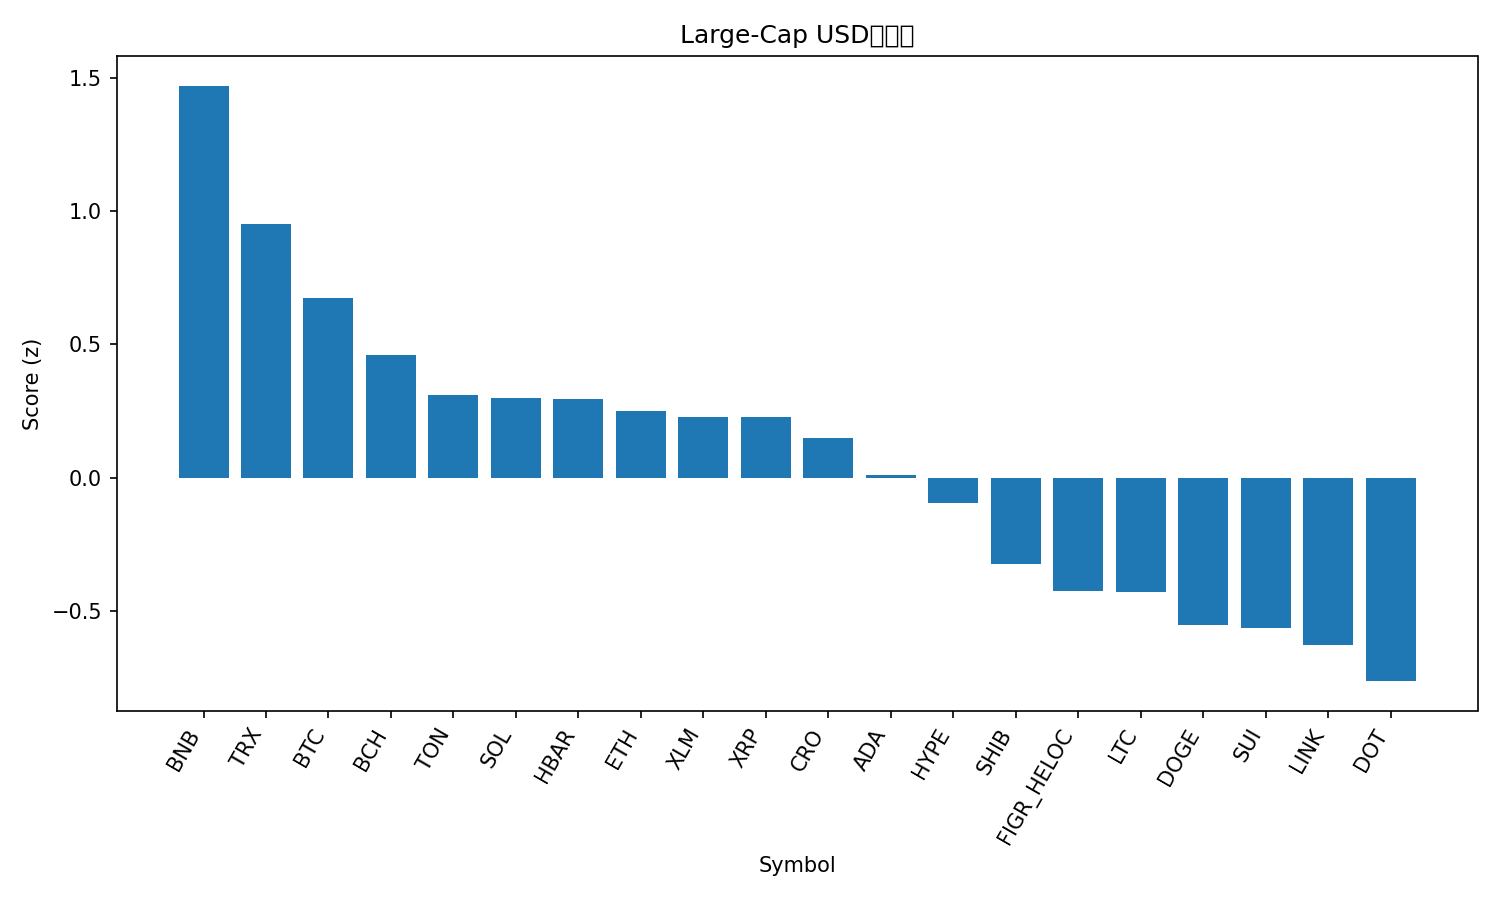 Large-Cap USD
1.5
1.0
0.5
0.0
−0.5
Score (z)
BNB
TRX
BTC
BCH
TON
SOL
HBAR
ETH
XLM
XRP
CRO
ADA
HYPE
SHIB
FIGR_HELOC
LTC
DOGE
SUI
LINK
DOT
Symbol